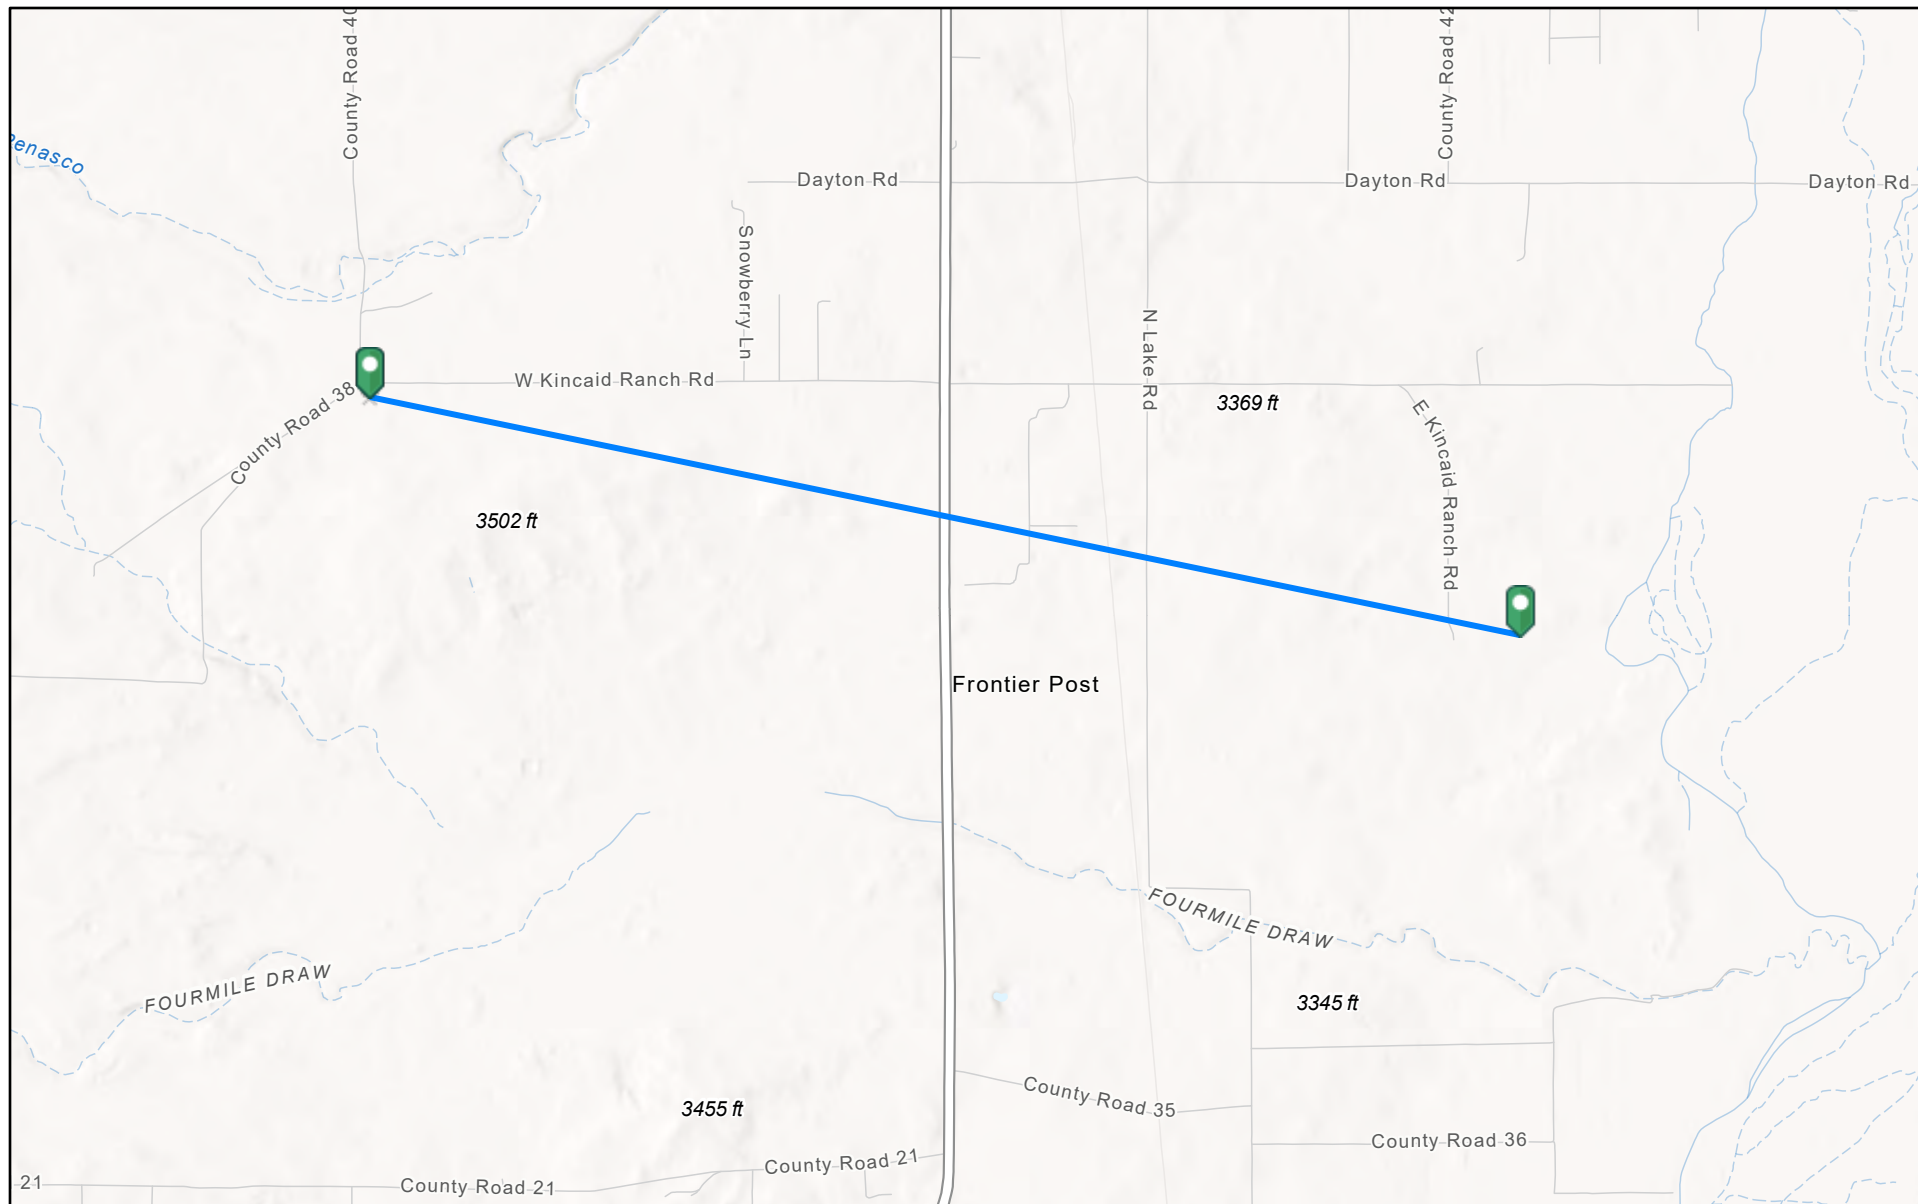 County Road 40
County Road 42
Penasco
Dayton Rd
Dayton Rd
Dayton Rd
Snowberry Ln
N Lake Rd
W Kincaid Ranch Rd
County Road 38
3369 ft
E Kincaid Ranch Rd
3502 ft
Frontier Post
FOURMILE DRAW
FOURMILE DRAW
3345 ft
County Road 35
3455 ft
County Road 36
County Road 21
21
County Road 21